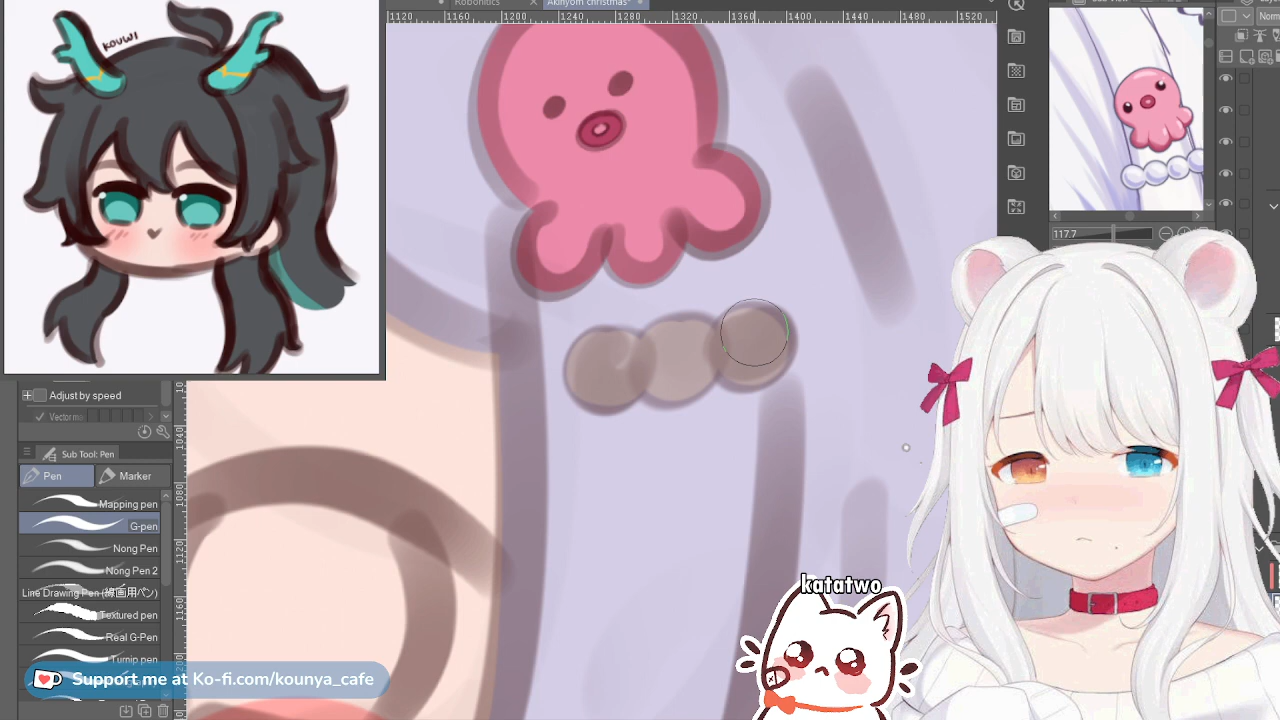 Robonitics
Akinyom christmas*
1120 1160 1200 1240 1280 1320 1360 1400 1440 1480 1520
KOUWI
117.7
Adjust by speed
Sub Tool: Pen
Pen
Marker
Mapping pen
G-pen
Nong Pen
Nong Pen 2
Line Drawing Pen (線画用ペン)
Textured pen
Real G-Pen
Turnip pen
Support me at Ko-fi.com/kounya_cafe
katatwo